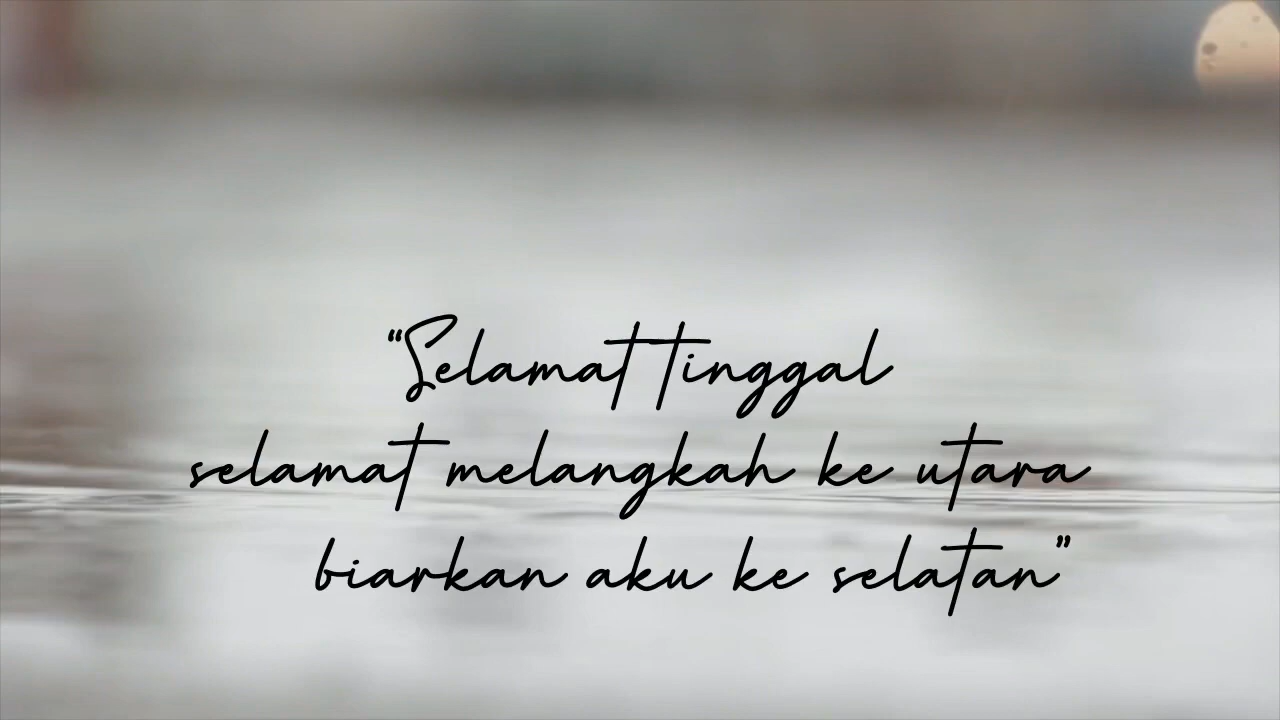 “Selamat tinggal
selamat melangkah ke utara
biarkan aku ke selatan”